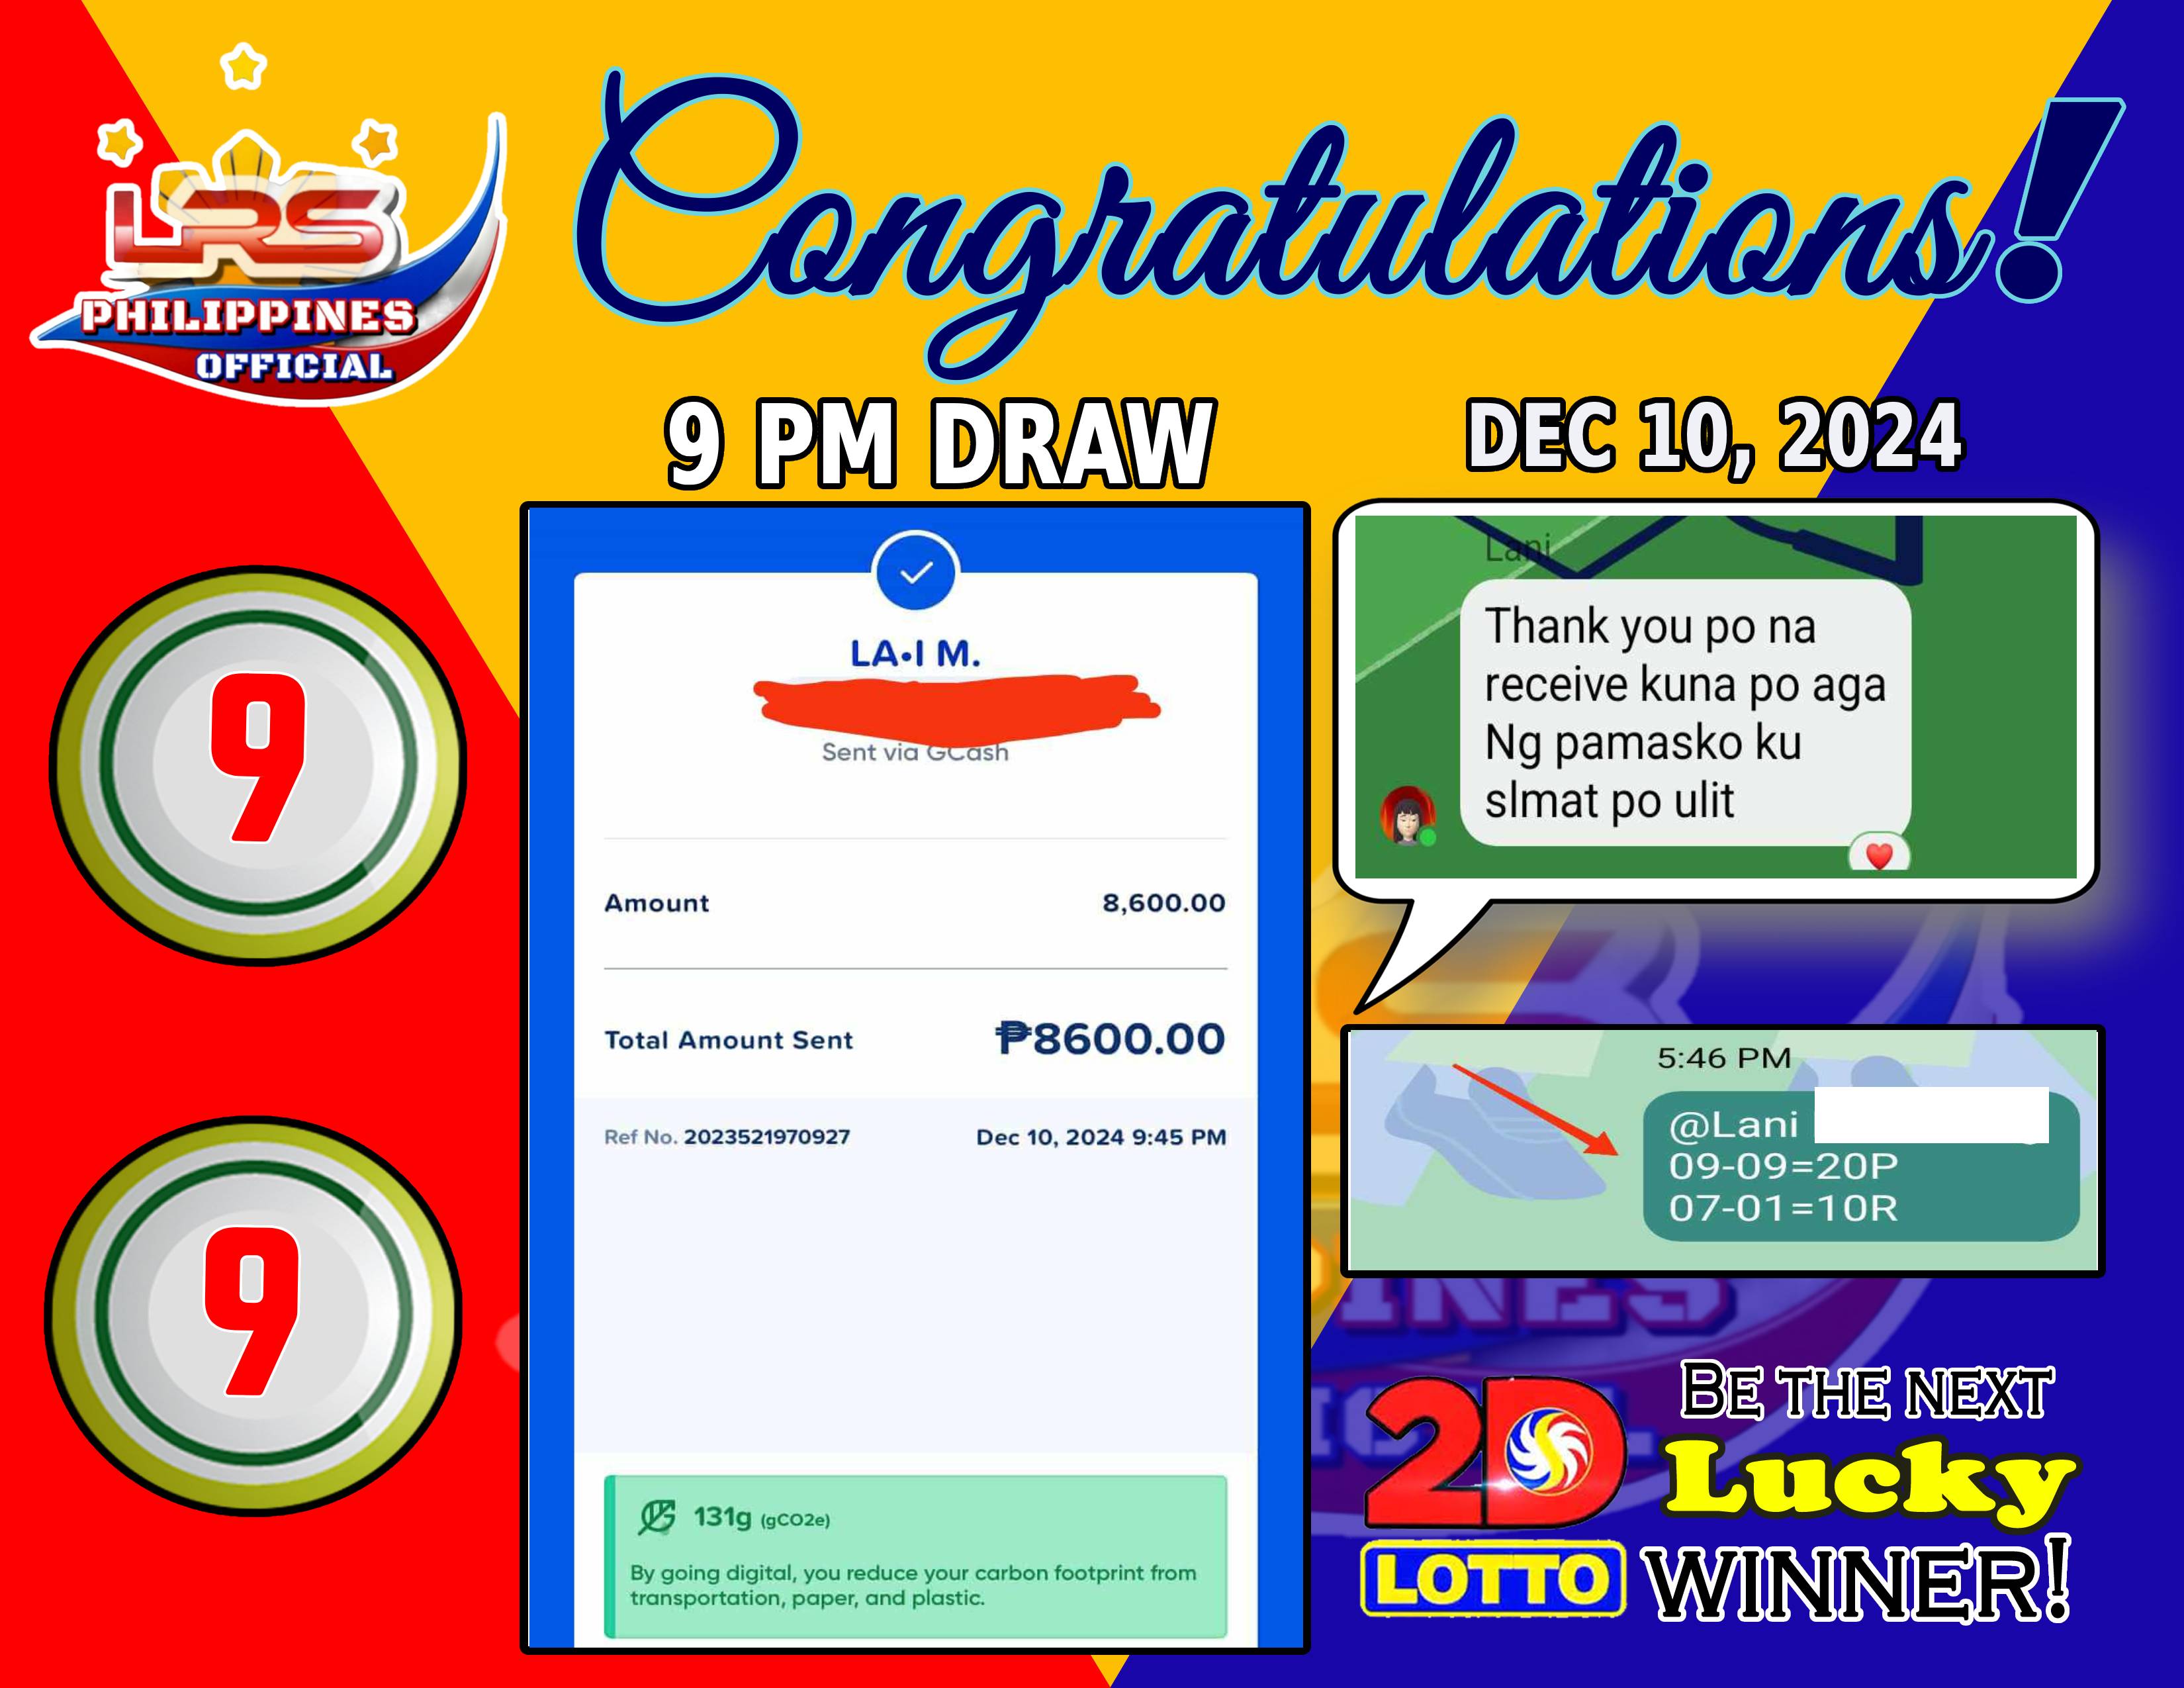 LRS
PHILIPPINES
OFFICIAL
Congratulations!
9 PM DRAW
DEC 10, 2024
9
9
LA•I M.
Sent via GCash
Amount 8,600.00
Total Amount Sent ₱8600.00
Ref No. 2023521970927 Dec 10, 2024 9:45 PM
131g (gCO2e)
By going digital, you reduce your carbon footprint from
transportation, paper, and plastic.
Lani
Thank you po na
receive kuna po aga
Ng pamasko ku
slmat po ulit
5:46 PM
@Lani
09-09=20P
07-01=10R
2D
LOTTO
BE THE NEXT
Lucky
WINNER!